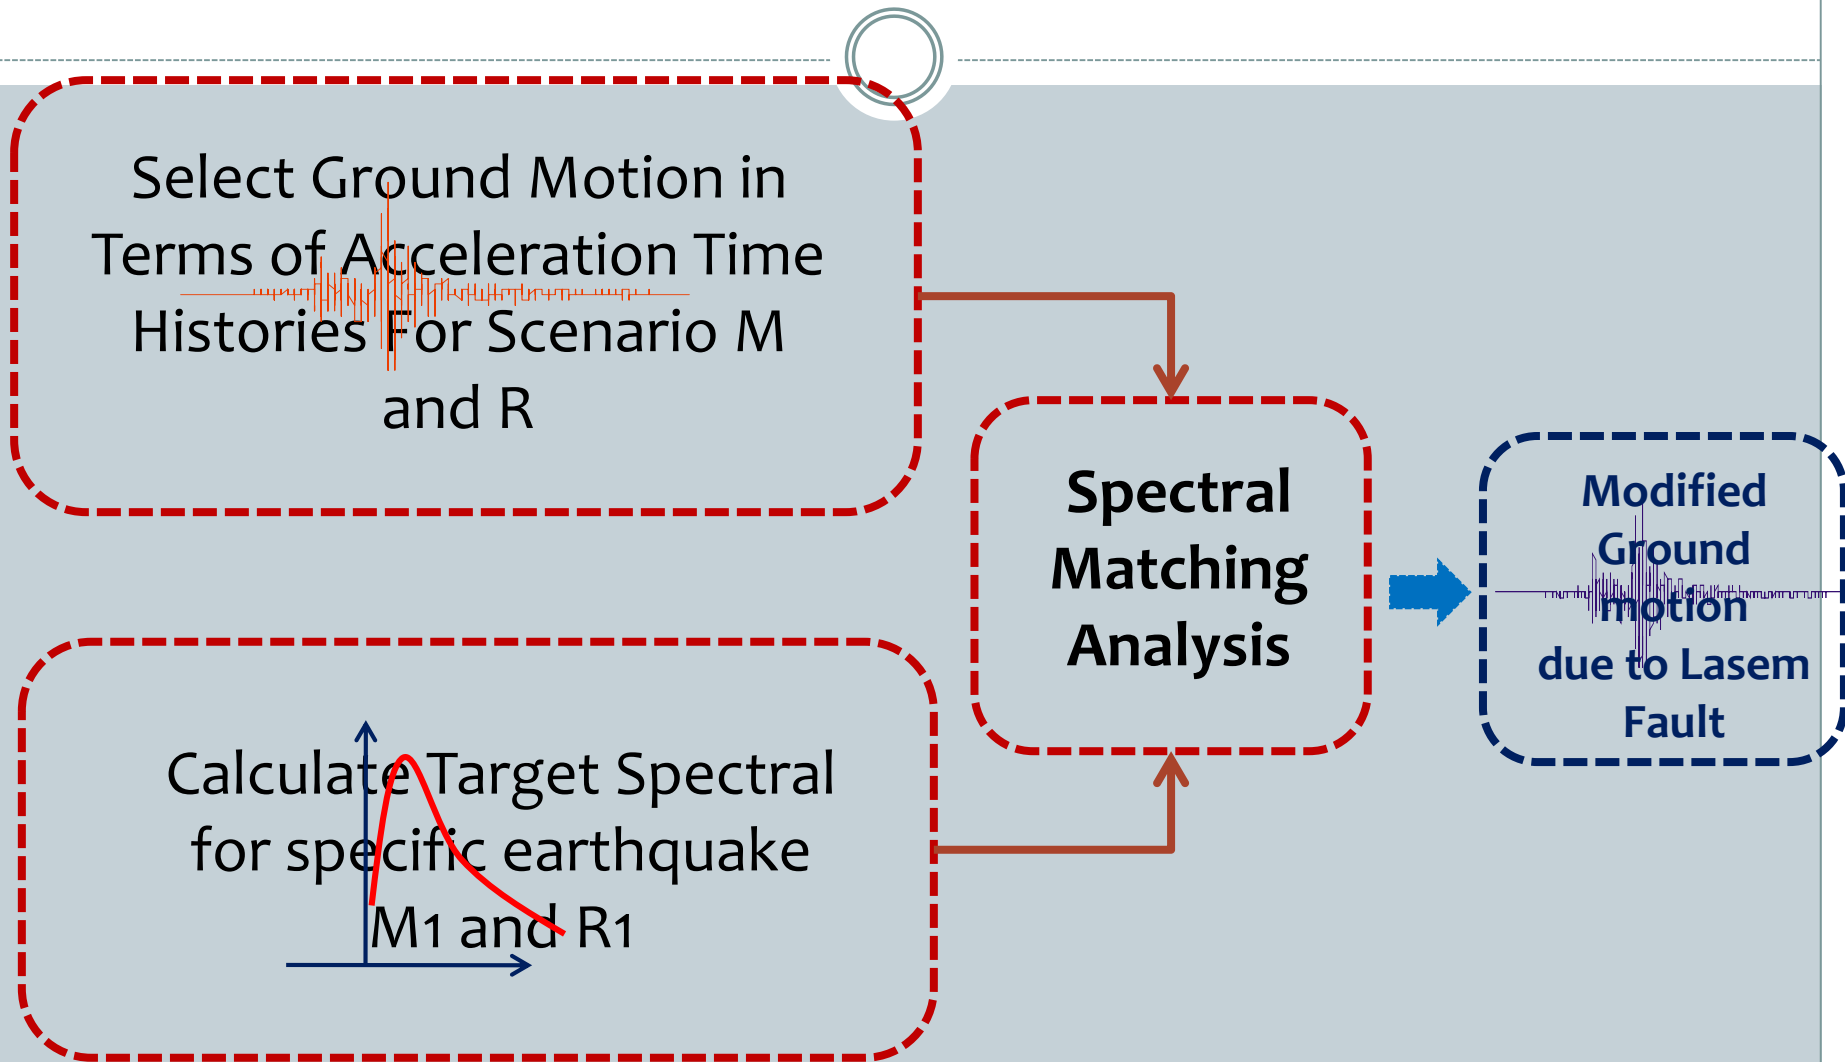 Select Ground Motion in
Terms of Acceleration Time
Histories For Scenario M
and R
Spectral
Matching
Analysis
Modified
Ground
motion
due to Lasem
Fault
Calculate Target Spectral
for specific earthquake
M1 and R1